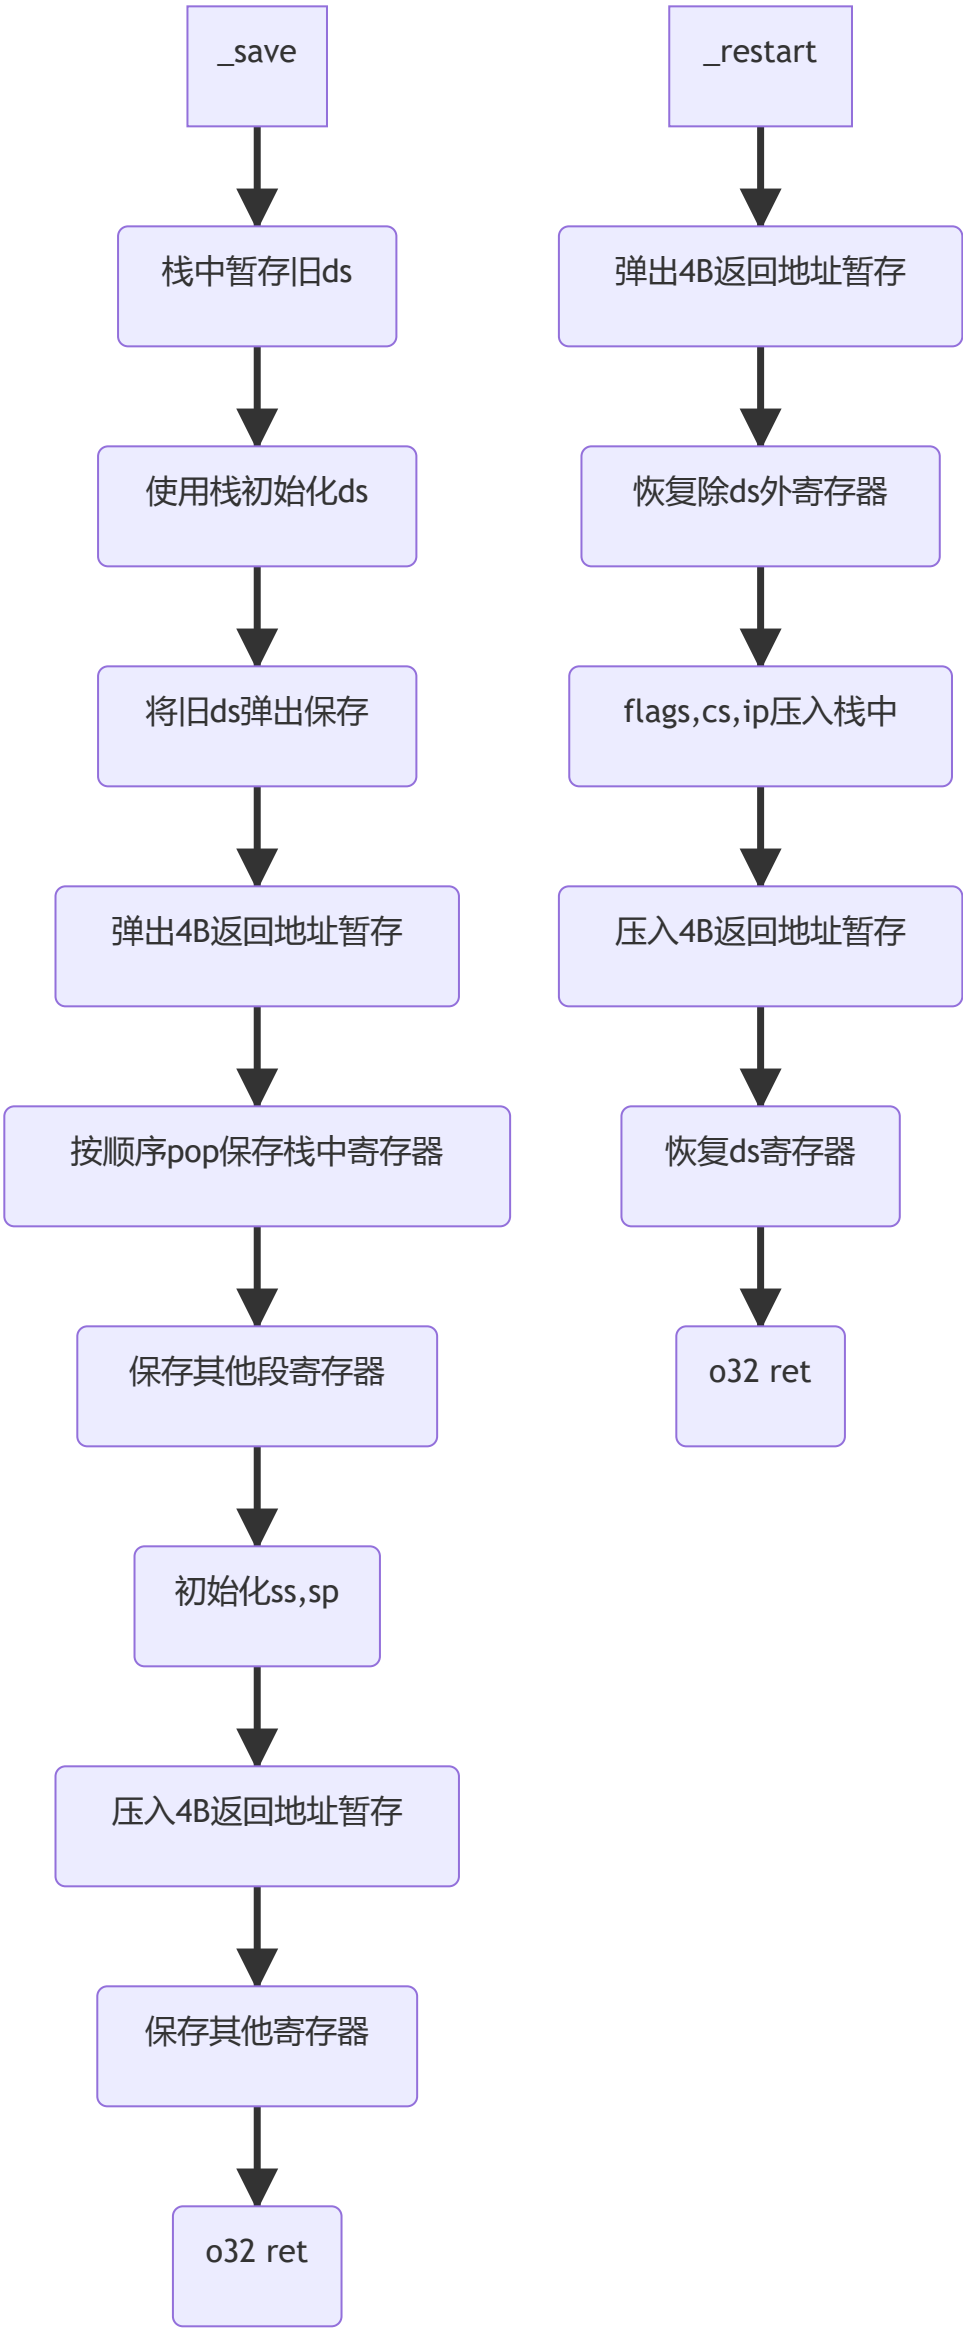 _save
栈中暂存旧ds
使用栈初始化ds
将旧ds弹出保存
弹出4B返回地址暂存
按顺序pop保存栈中寄存器
保存其他段寄存器
初始化ss,sp
压入4B返回地址暂存
保存其他寄存器
o32 ret
_restart
弹出4B返回地址暂存
恢复除ds外寄存器
flags,cs,ip压入栈中
压入4B返回地址暂存
恢复ds寄存器
o32 ret